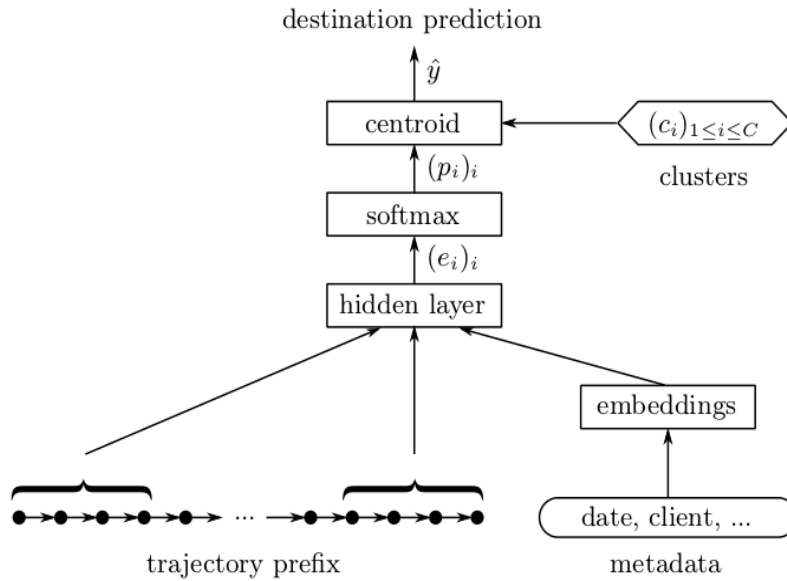 destination prediction
ŷ
centroid
(c_i)_{1≤i≤C}
clusters
(p_i)_i
softmax
(e_i)_i
hidden layer
embeddings
...
date, client, ...
trajectory prefix
metadata